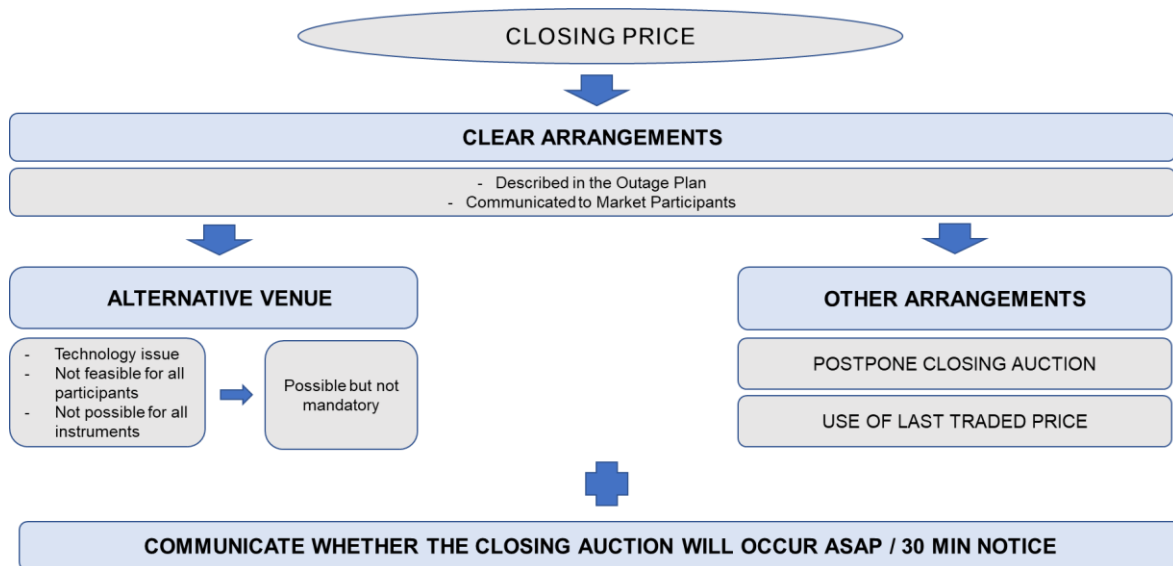 CLOSING PRICE
CLEAR ARRANGEMENTS
- Described in the Outage Plan
- Communicated to Market Participants
ALTERNATIVE VENUE
- Technology issue
- Not feasible for all
participants
- Not possible for all
instruments
Possible but not
mandatory
OTHER ARRANGEMENTS
POSTPONE CLOSING AUCTION
USE OF LAST TRADED PRICE
COMMUNICATE WHETHER THE CLOSING AUCTION WILL OCCUR ASAP / 30 MIN NOTICE